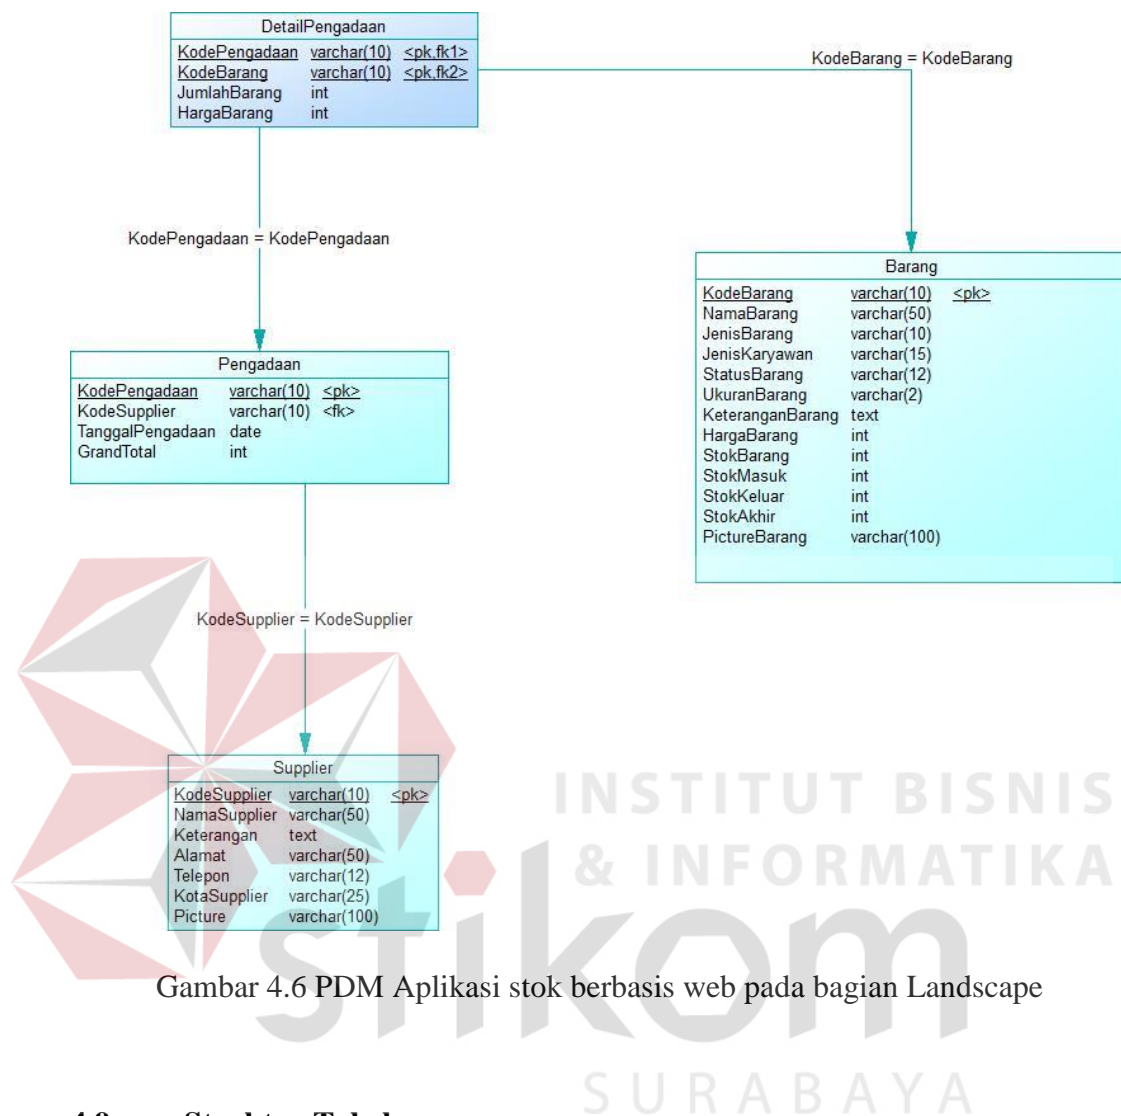 DetailPengadaan
KodePengadaan varchar(10) <pk,fk1>
KodeBarang varchar(10) <pk,fk2>
JumlahBarang int
HargaBarang int
KodeBarang = KodeBarang
KodePengadaan = KodePengadaan
Barang
KodeBarang varchar(10) <pk>
NamaBarang varchar(50)
JenisBarang varchar(10)
JenisKaryawan varchar(15)
StatusBarang varchar(12)
UkuranBarang varchar(2)
KeteranganBarang text
HargaBarang int
StokBarang int
StokMasuk int
StokKeluar int
StokAkhir int
PictureBarang varchar(100)
Pengadaan
KodePengadaan varchar(10) <pk>
KodeSupplier varchar(10) <fk>
TanggalPengadaan date
GrandTotal int
KodeSupplier = KodeSupplier
Supplier
KodeSupplier varchar(10) <pk>
NamaSupplier varchar(50)
Keterangan text
Alamat varchar(50)
Telepon varchar(12)
KotaSupplier varchar(25)
Picture varchar(100)
INSTITUT BISNIS
& INFORMATIKA
stikom
SURABAYA
Gambar 4.6 PDM Aplikasi stok berbasis web pada bagian Landscape